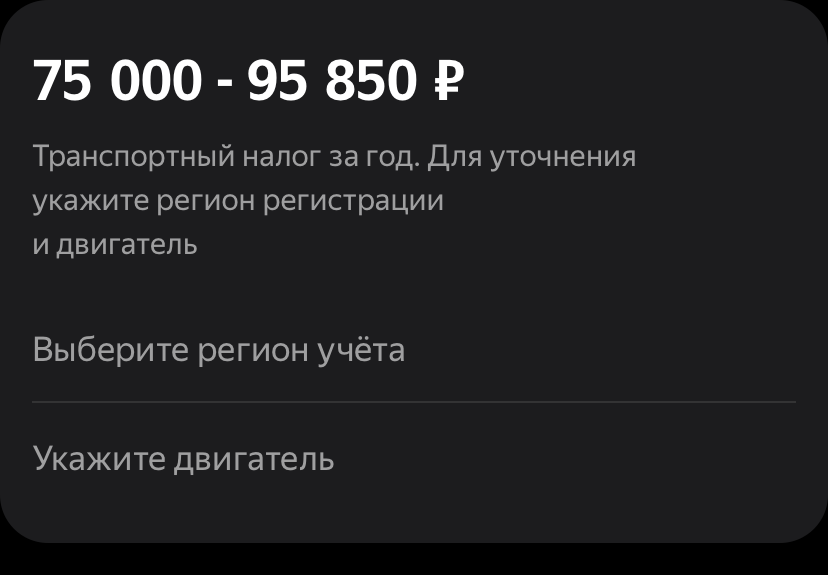 75 000 - 95 850 ₽
Транспортный налог за год. Для уточнения
укажите регион регистрации
и двигатель
Выберите регион учёта
Укажите двигатель